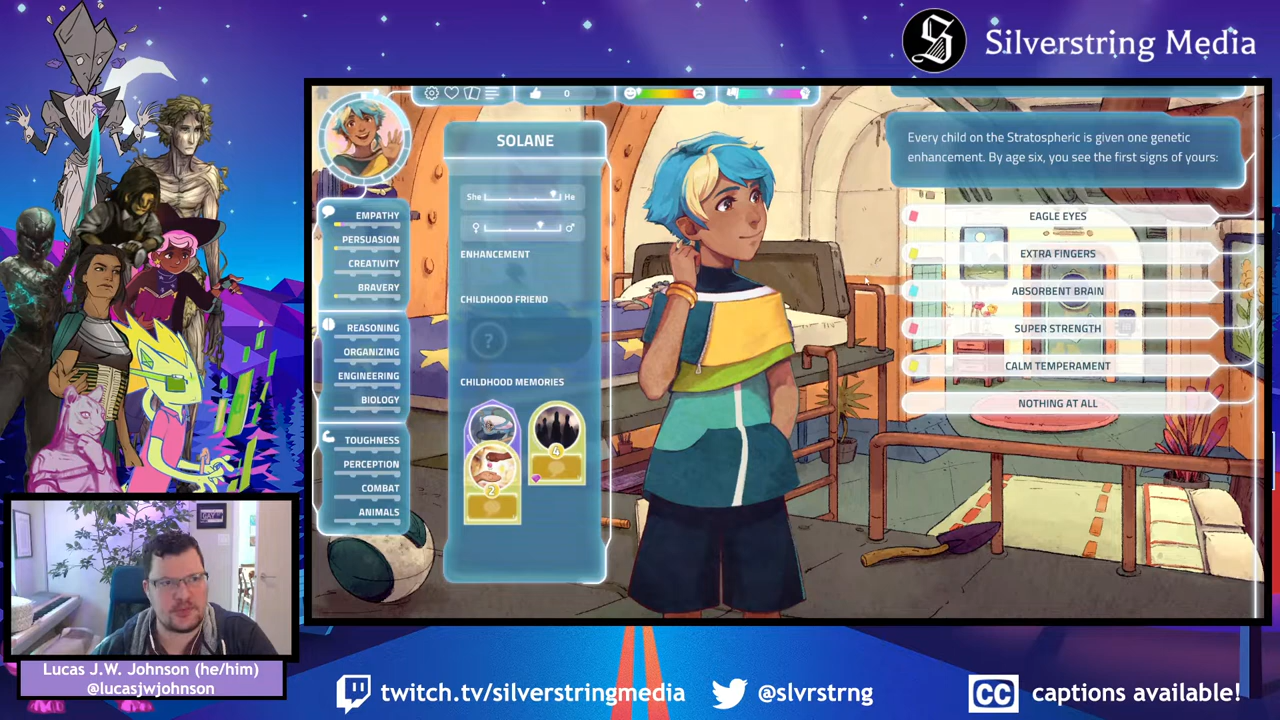 Silverstring Media
0
SOLANE
She
He
ENHANCEMENT
CHILDHOOD FRIEND
?
CHILDHOOD MEMORIES
2
4
EMPATHY
PERSUASION
CREATIVITY
BRAVERY
REASONING
ORGANIZING
ENGINEERING
BIOLOGY
TOUGHNESS
PERCEPTION
COMBAT
ANIMALS
Every child on the Stratospheric is given one genetic
enhancement. By age six, you see the first signs of yours:
EAGLE EYES
EXTRA FINGERS
ABSORBENT BRAIN
SUPER STRENGTH
CALM TEMPERAMENT
NOTHING AT ALL
GAY
Lucas J.W. Johnson (he/him)
@lucasjwjohnson
twitch.tv/silverstringmedia
@slvrstrng
CC captions available!